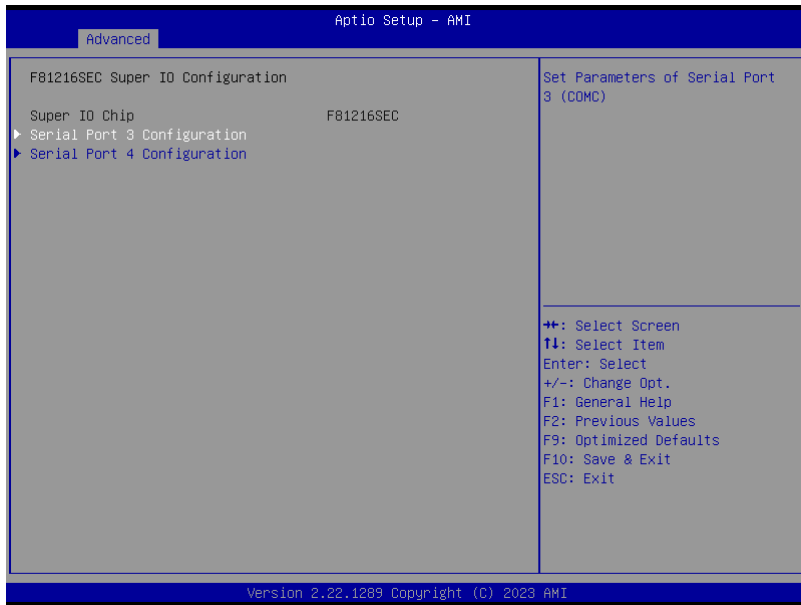 Aptio Setup – AMI
Advanced
F81216SEC Super IO Configuration
Super IO Chip F81216SEC
Serial Port 3 Configuration
Serial Port 4 Configuration
Set Parameters of Serial Port
3 (COMC)
→←: Select Screen
↑↓: Select Item
Enter: Select
+/-: Change Opt.
F1: General Help
F2: Previous Values
F9: Optimized Defaults
F10: Save & Exit
ESC: Exit
Version 2.22.1289 Copyright (C) 2023 AMI